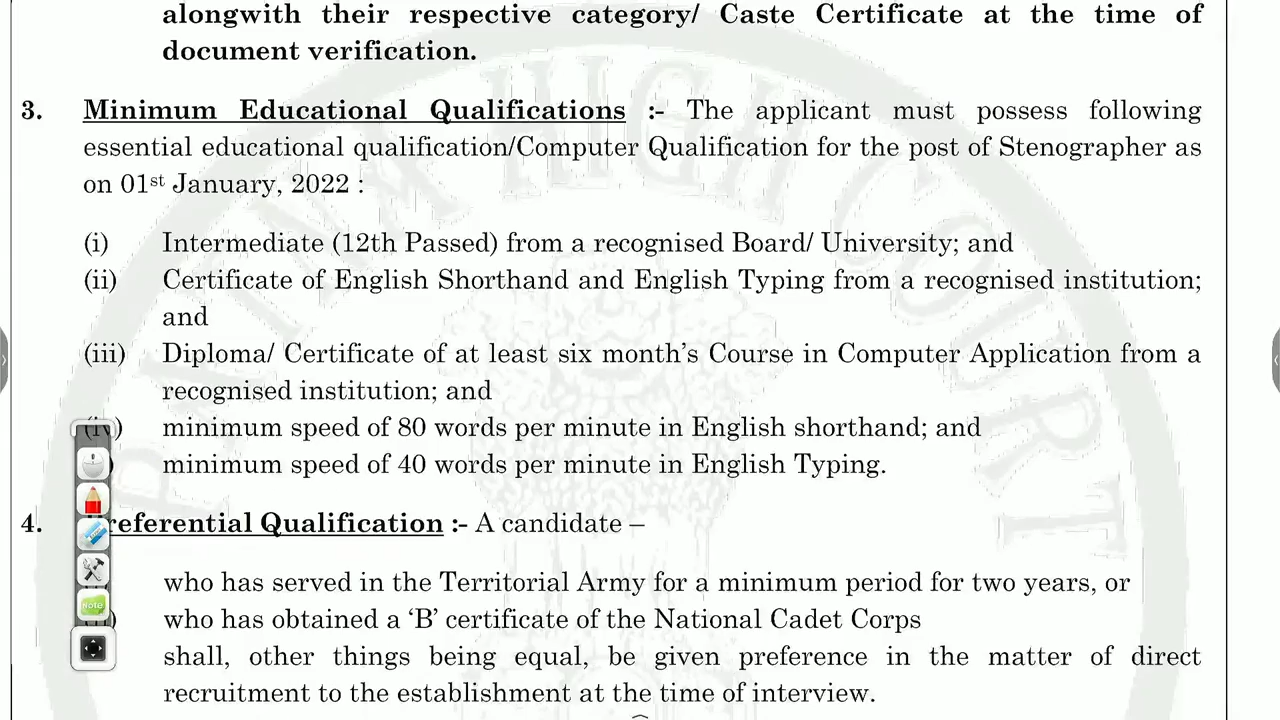 alongwith their respective category/ Caste Certificate at the time of
document verification.
3. Minimum Educational Qualifications :- The applicant must possess following
essential educational qualification/Computer Qualification for the post of Stenographer as
on 01st January, 2022 :
(i) Intermediate (12th Passed) from a recognised Board/ University; and
(ii) Certificate of English Shorthand and English Typing from a recognised institution;
and
(iii) Diploma/ Certificate of at least six month's Course in Computer Application from a
recognised institution; and
(iv) minimum speed of 80 words per minute in English shorthand; and
) minimum speed of 40 words per minute in English Typing.
4. referential Qualification :- A candidate –
who has served in the Territorial Army for a minimum period for two years, or
) who has obtained a ‘B’ certificate of the National Cadet Corps
shall, other things being equal, be given preference in the matter of direct
recruitment to the establishment at the time of interview.
PATNA HIGH COURT
Note